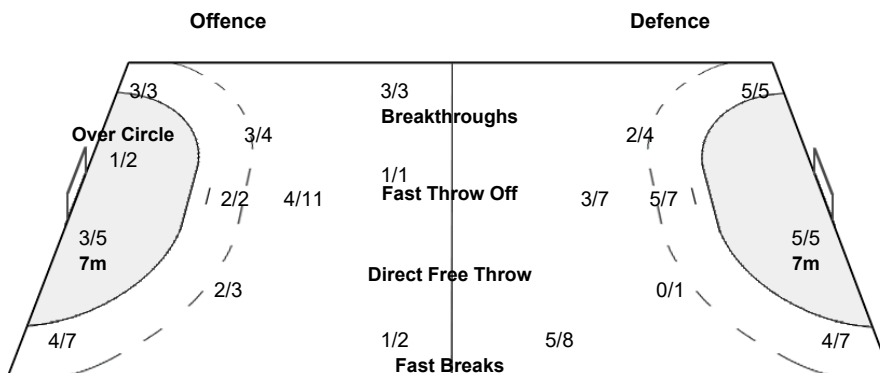 Offence Defence
3/3 3/3 5/5
Breakthroughs
Over Circle 3/4 2/4
1/2
1/1
Fast Throw Off
2/2 4/11 3/7 5/7
3/5 5/5
7m 7m
Direct Free Throw
2/3 0/1
4/7 1/2 5/8 4/7
Fast Breaks